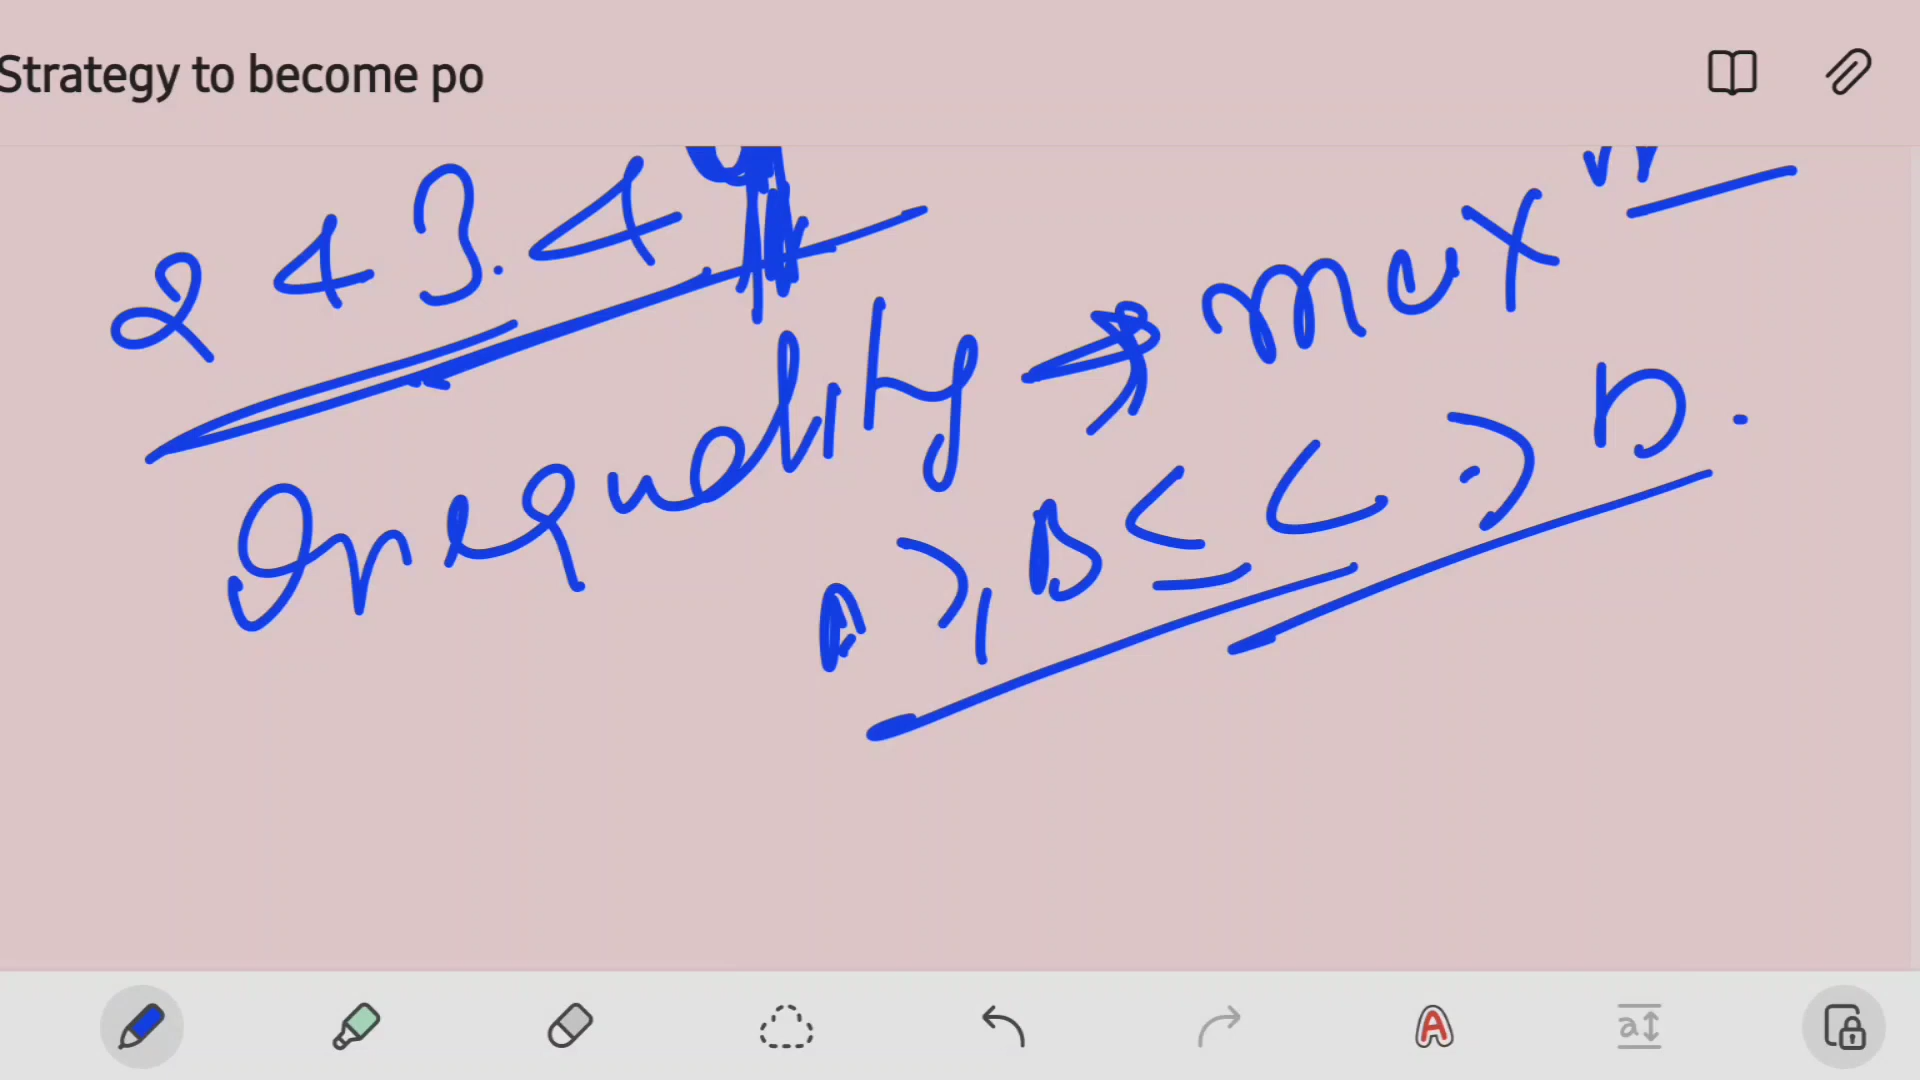 Strategy to become po
2 4 3. 4
Inequality → max
A > B ≤ C > D.